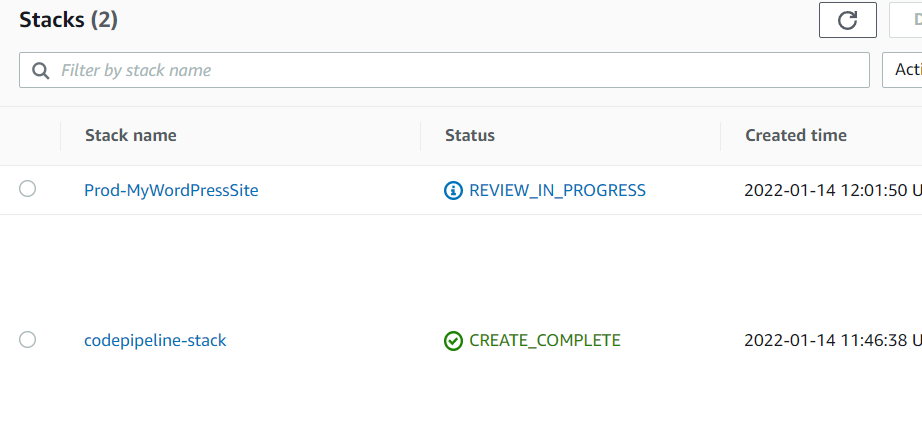 Stacks (2)
Filter by stack name
Acti
Stack name Status Created time
Prod-MyWordPressSite REVIEW_IN_PROGRESS 2022-01-14 12:01:50 U
codepipeline-stack CREATE_COMPLETE 2022-01-14 11:46:38 U